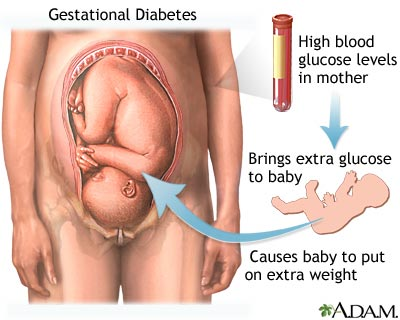 Gestational Diabetes
High blood
glucose levels
in mother
Brings extra glucose
to baby
Causes baby to put
on extra weight
ADAM.